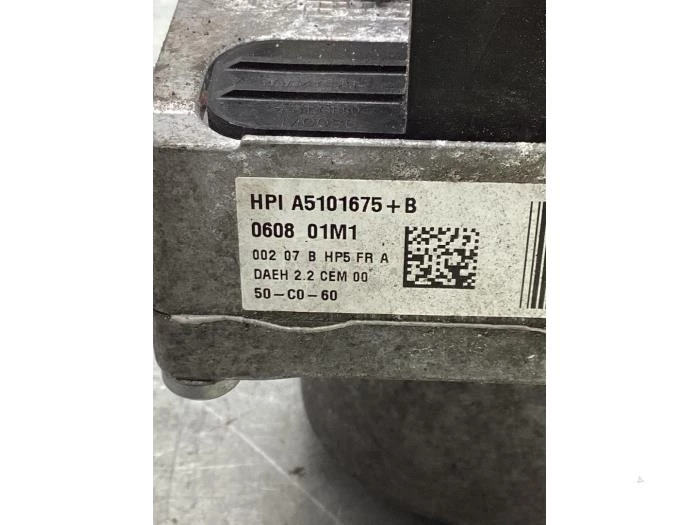 HPI A5101675+B
0608 01M1
002 07 B HP5 FR A
DAEH 2.2 CEM 00
50-C0-60